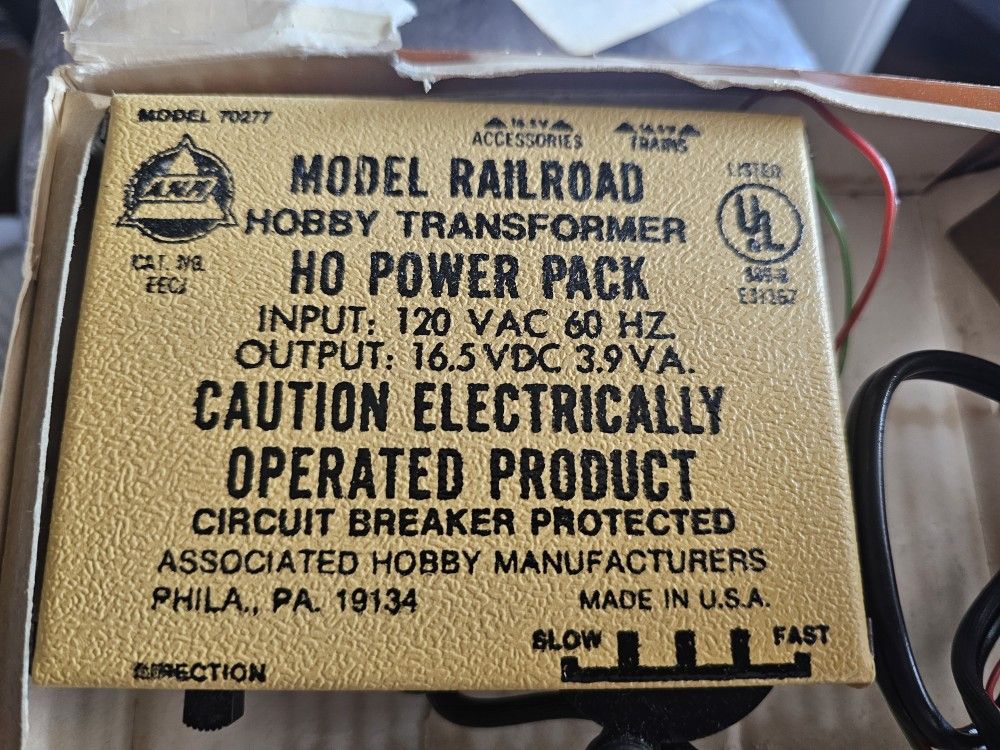 MODEL 70277
ACCESSORIES
TRAINS
AHM
MODEL RAILROAD
HOBBY TRANSFORMER
LISTED
UL
CAT. NO.
HO POWER PACK
INPUT: 120 VAC 60 HZ.
OUTPUT: 16.5 VDC 3.9 VA.
CAUTION ELECTRICALLY
OPERATED PRODUCT
CIRCUIT BREAKER PROTECTED
ASSOCIATED HOBBY MANUFACTURERS
PHILA., PA. 19134
MADE IN U.S.A.
SLOW
FAST
DIRECTION